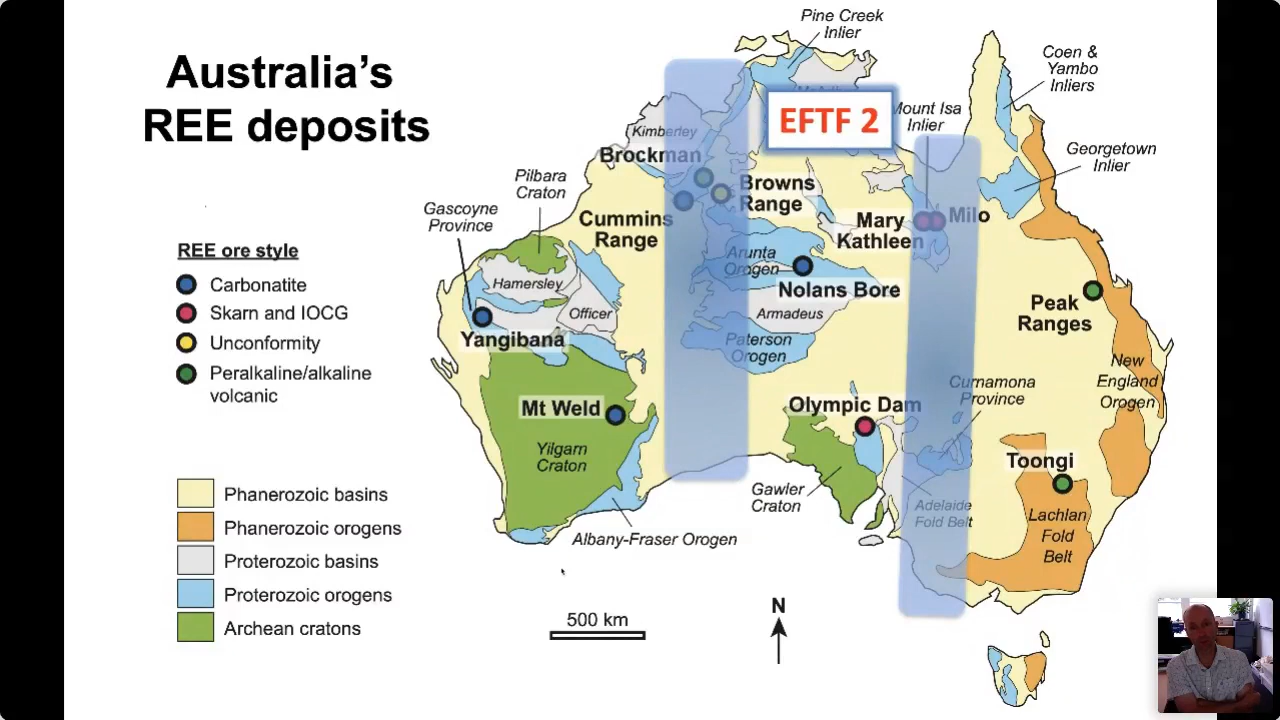 Australia's
REE deposits
REE ore style
Carbonatite
Skarn and IOCG
Unconformity
Peralkaline/alkaline
volcanic
Phanerozoic basins
Phanerozoic orogens
Proterozoic basins
Proterozoic orogens
Archean cratons
Pine Creek
Inlier
EFTF 2
Mount Isa
Inlier
Coen &
Yambo
Inliers
Georgetown
Inlier
Kimberley
Brockman
Browns
Range
Cummins
Range
Pilbara
Craton
Gascoyne
Province
Hamersley
Officer
Yangibana
Mary
Kathleen
Milo
Arunta
Orogen
Nolans Bore
Armadeus
Paterson
Orogen
Peak
Ranges
New
England
Orogen
Mt Weld
Yilgarn
Craton
Olympic Dam
Curnamona
Province
Gawler
Craton
Adelaide
Fold Belt
Toongi
Lachlan
Fold
Belt
Albany-Fraser Orogen
500 km
N